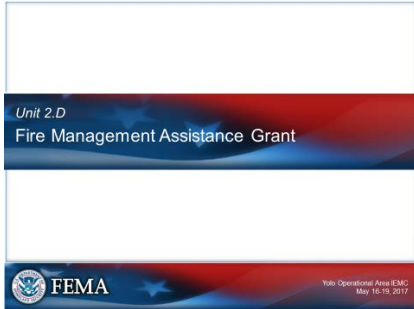 Unit 2.D
Fire Management Assistance Grant
FEMA
Yolo Operational Area IEMC
May 16-19, 2017